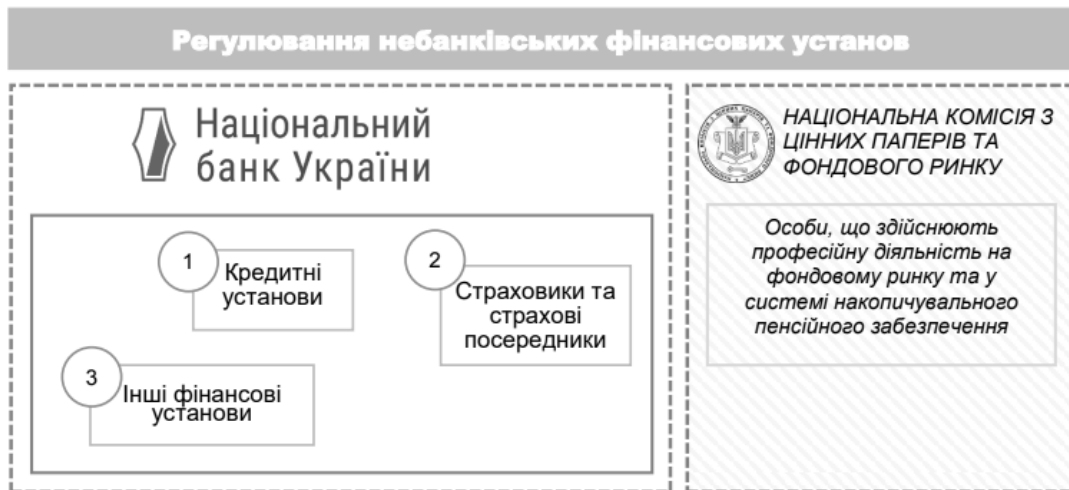 Регулювання небанківських фінансових установ
Національний
банк України
1
Кредитні
установи
2
Страховики та
страхові
посередники
3
Інші фінансові
установи
НАЦІОНАЛЬНА КОМІСІЯ З
ЦІННИХ ПАПЕРІВ ТА
ФОНДОВОГО РИНКУ
Особи, що здійснюють
професійну діяльність на
фондовому ринку та у
системі накопичувального
пенсійного забезпечення